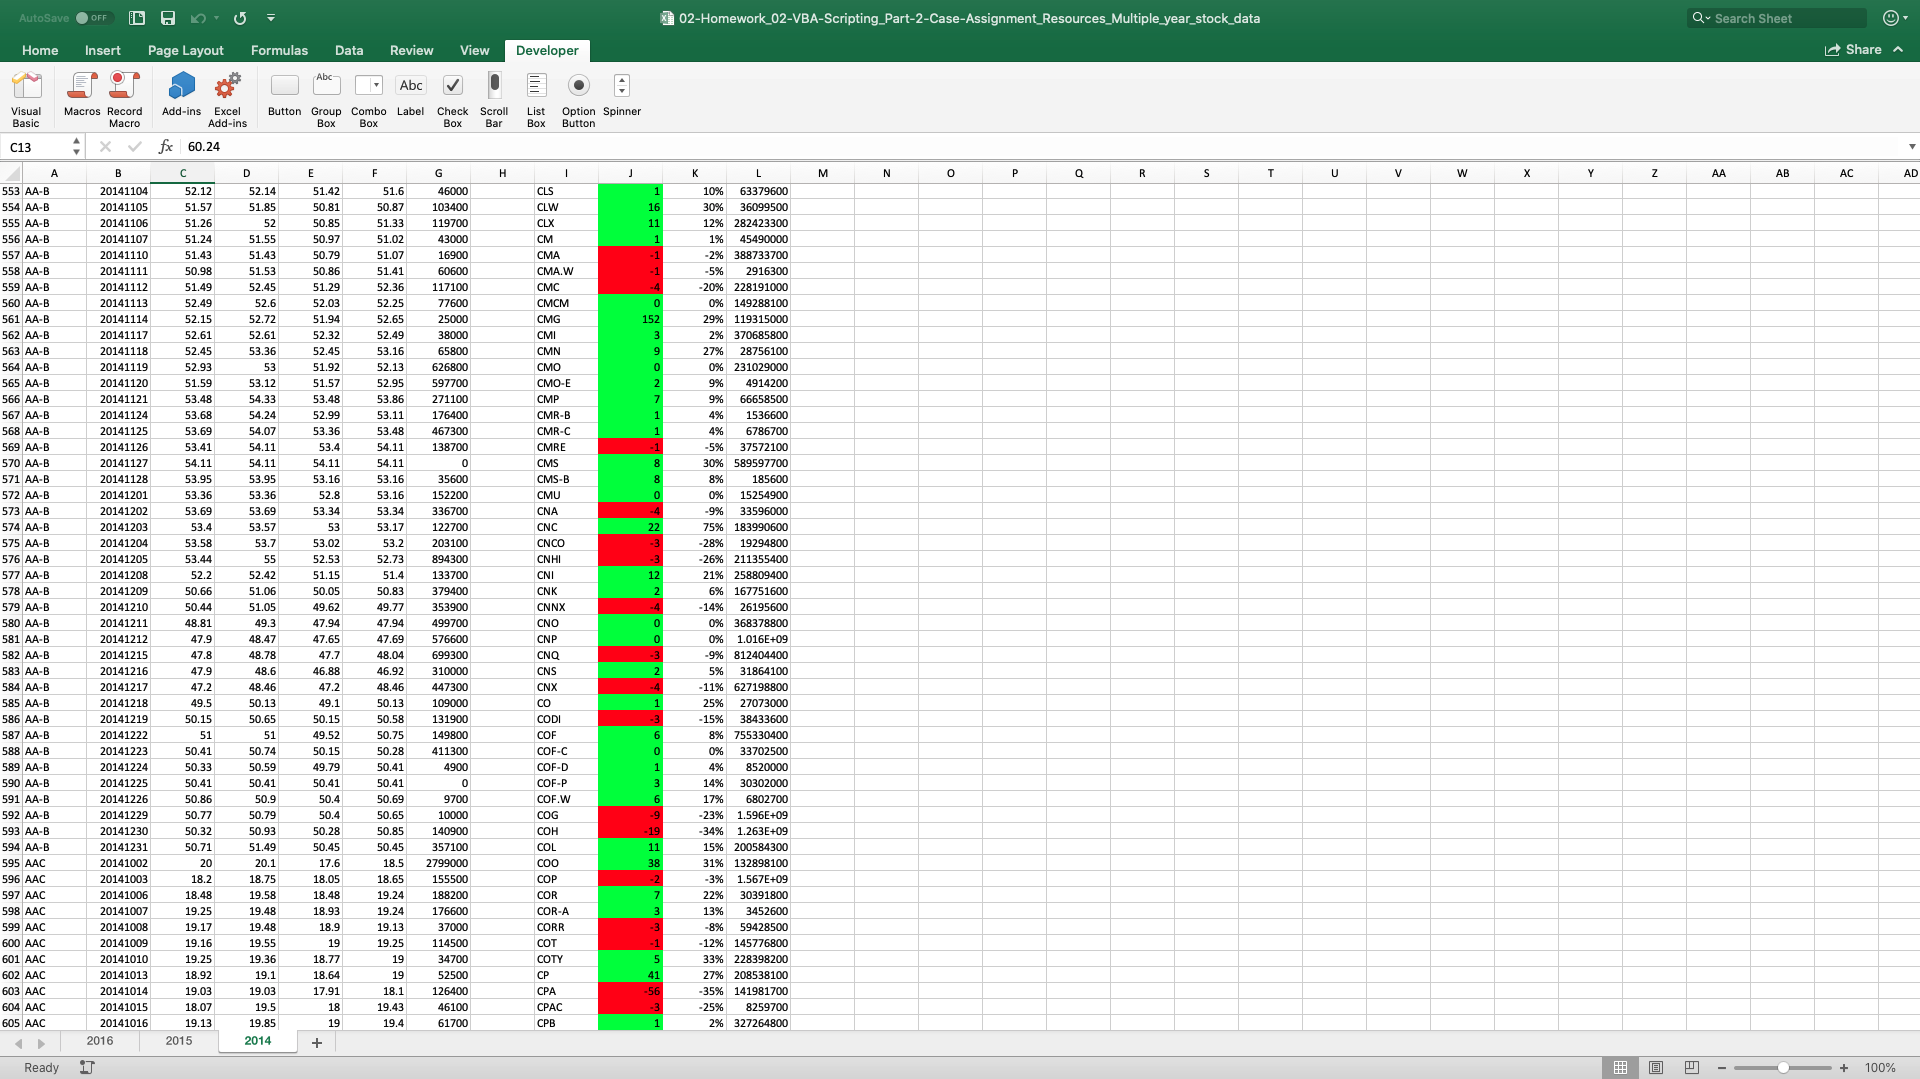 AutoSave OFF 02-Homework_02-VBA-Scripting_Part-2-Case-Assignment_Resources_Multiple_year_stock_data Search Sheet
Home Insert Page Layout Formulas Data Review View Developer Share
Visual Basic Macros Record Macro Add-ins Excel Add-ins Abc Button Group Box Combo Box Abc Label Check Box Scroll Bar List Box Option Button Spinner
C13 fx 60.24
A B C D E F G H I J K L M N O P Q R S T U V W X Y Z AA AB AC AD
553 AA-B 20141104 52.12 52.14 51.42 51.6 46000 CLS 1 10% 63379600
554 AA-B 20141105 51.57 51.85 50.81 50.87 103400 CLW 16 30% 36099500
555 AA-B 20141106 51.26 52 50.85 51.33 119700 CLX 11 12% 282423300
556 AA-B 20141107 51.24 51.55 50.97 51.02 43000 CM 1 1% 45490000
557 AA-B 20141110 51.43 51.43 50.79 51.07 16900 CMA -1 -2% 388733700
558 AA-B 20141111 50.98 51.53 50.86 51.41 60600 CMA.W -1 -5% 2916300
559 AA-B 20141112 51.49 52.45 51.29 52.36 117100 CMC -4 -20% 228191000
560 AA-B 20141113 52.49 52.6 52.03 52.25 77600 CMCM 0 0% 149288100
561 AA-B 20141114 52.15 52.72 51.94 52.65 25000 CMG 152 29% 119315000
562 AA-B 20141117 52.61 52.61 52.32 52.49 38000 CMI 3 2% 370685800
563 AA-B 20141118 52.45 53.36 52.45 53.16 65800 CMN 9 27% 28756100
564 AA-B 20141119 52.93 53 51.92 52.13 626800 CMO 0 0% 231029000
565 AA-B 20141120 51.59 53.12 51.57 52.95 597700 CMO-E 2 9% 4914200
566 AA-B 20141121 53.48 54.33 53.48 53.86 271100 CMP 7 9% 66658500
567 AA-B 20141124 53.68 54.24 52.99 53.11 176400 CMR-B 1 4% 1536600
568 AA-B 20141125 53.69 54.07 53.36 53.48 467300 CMR-C 1 4% 6786700
569 AA-B 20141126 53.41 54.11 53.4 54.11 138700 CMRE -1 -5% 37572100
570 AA-B 20141127 54.11 54.11 54.11 54.11 0 CMS 8 30% 589597700
571 AA-B 20141128 53.95 53.95 53.16 53.16 35600 CMS-B 8 8% 185600
572 AA-B 20141201 53.36 53.36 52.8 53.16 152200 CMU 0 0% 15254900
573 AA-B 20141202 53.69 53.69 53.34 53.34 336700 CNA -4 -9% 33596000
574 AA-B 20141203 53.4 53.57 53 53.17 122700 CNC 22 75% 183990600
575 AA-B 20141204 53.58 53.7 53.02 53.2 203100 CNCO -3 -28% 19294800
576 AA-B 20141205 53.44 55 52.53 52.73 894300 CNHI -3 -26% 211355400
577 AA-B 20141208 52.2 52.42 51.15 51.4 133700 CNI 12 21% 258809400
578 AA-B 20141209 50.66 51.06 50.05 50.83 379400 CNK 2 6% 167751600
579 AA-B 20141210 50.44 51.05 49.62 49.77 353900 CNNX -4 -14% 26195600
580 AA-B 20141211 48.81 49.3 47.94 47.94 499700 CNO 0 0% 368378800
581 AA-B 20141212 47.9 48.47 47.65 47.69 576600 CNP 0 0% 1.016E+09
582 AA-B 20141215 47.8 48.78 47.7 48.04 699300 CNQ -3 -9% 812404400
583 AA-B 20141216 47.9 48.6 46.88 46.92 310000 CNS 2 5% 31864100
584 AA-B 20141217 47.2 48.46 47.2 48.46 447300 CNX -4 -11% 627198800
585 AA-B 20141218 49.5 50.13 49.1 50.13 109000 CO 1 25% 27073000
586 AA-B 20141219 50.15 50.65 50.15 50.58 131900 CODI -3 -15% 38433600
587 AA-B 20141222 51 51 49.52 50.75 149800 COF 6 8% 755330400
588 AA-B 20141223 50.41 50.74 50.15 50.28 411300 COF-C 0 0% 33702500
589 AA-B 20141224 50.33 50.59 49.79 50.41 4900 COF-D 1 4% 8520000
590 AA-B 20141225 50.41 50.41 50.41 50.41 0 COF-P 3 14% 30302000
591 AA-B 20141226 50.86 50.9 50.4 50.69 9700 COF.W 6 17% 6802700
592 AA-B 20141229 50.77 50.79 50.4 50.65 10000 COG -9 -23% 1.596E+09
593 AA-B 20141230 50.32 50.93 50.28 50.85 140900 COH -19 -34% 1.263E+09
594 AA-B 20141231 50.71 51.49 50.45 50.45 357100 COL 11 15% 200584300
595 AAC 20141002 20 20.1 17.6 18.5 2799000 COO 38 31% 132898100
596 AAC 20141003 18.2 18.75 18.05 18.65 155500 COP -2 -3% 1.567E+09
597 AAC 20141006 18.48 19.58 18.48 19.24 188200 COR 7 22% 30391800
598 AAC 20141007 19.25 19.48 18.93 19.24 176600 COR-A 3 13% 3452600
599 AAC 20141008 19.17 19.48 18.9 19.13 37000 CORR -3 -8% 59428500
600 AAC 20141009 19.16 19.55 19 19.25 114500 COT -1 -12% 145776800
601 AAC 20141010 19.25 19.36 18.77 19 34700 COTY 5 33% 228398200
602 AAC 20141013 18.92 19.1 18.64 19 52500 CP 41 27% 208538100
603 AAC 20141014 19.03 19.03 17.91 18.1 126400 CPA -56 -35% 141981700
604 AAC 20141015 18.07 19.5 18 19.43 46100 CPAC -3 -25% 8259700
605 AAC 20141016 19.13 19.85 19 19.4 61700 CPB 1 2% 327264800
2016 2015 2014
Ready 100%